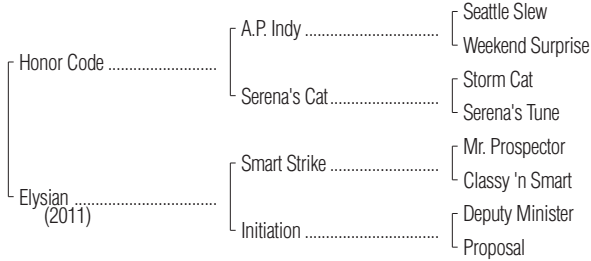 Seattle Slew
A.P. Indy ................................
Weekend Surprise
Honor Code ..........................
Storm Cat
Serena's Cat..........................
Serena's Tune
Mr. Prospector
Smart Strike ..........................
Classy 'n Smart
Elysian ..................................
(2011)
Deputy Minister
Initiation ................................
Proposal